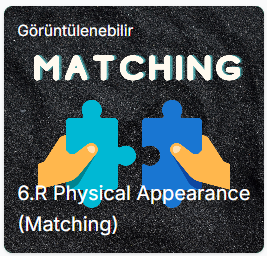 Görüntülenebilir
MATCHING
6.R Physical Appearance
(Matching)